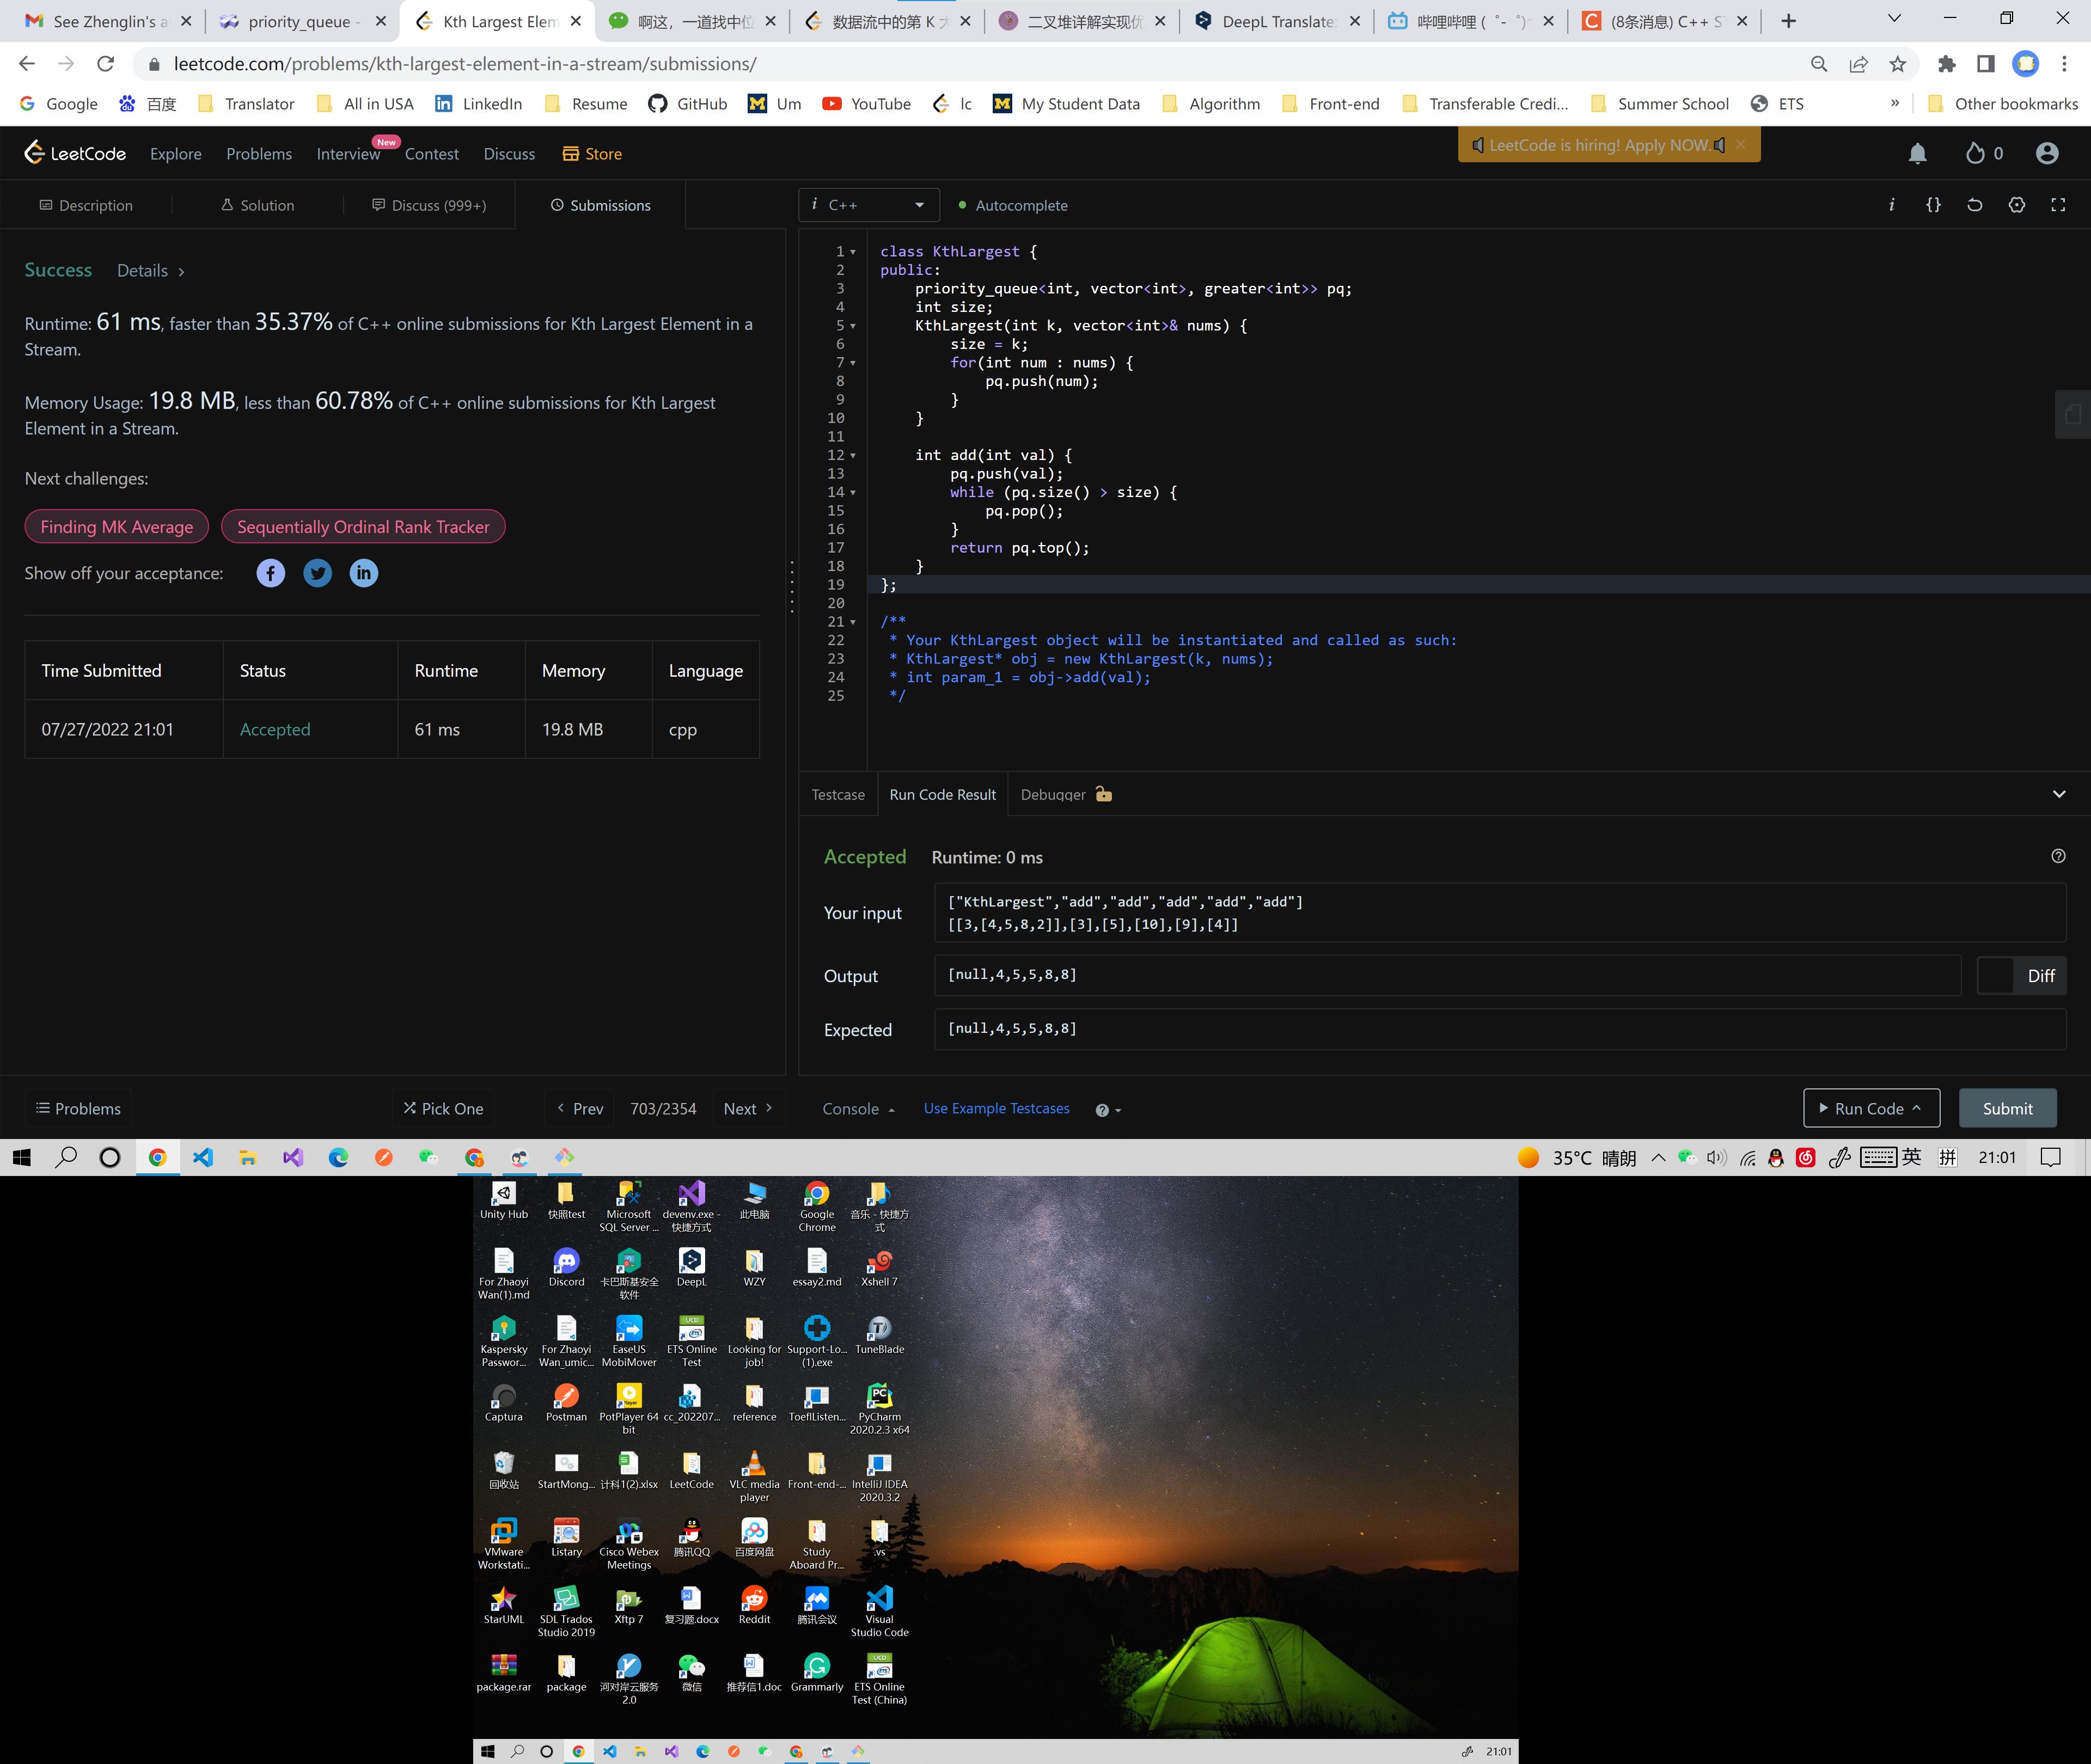 See Zhenglin's a
priority_queue -
Kth Largest Elem
啊这，一道找中位
数据流中的第 K 大
二叉堆详解实现优
DeepL Translate:
哔哩哔哩 (゜-゜)つ
(8条消息) C++ ST
leetcode.com/problems/kth-largest-element-in-a-stream/submissions/
Google 百度 Translator All in USA LinkedIn Resume GitHub Um YouTube lc My Student Data Algorithm Front-end Transferable Credi... Summer School ETS » Other bookmarks
LeetCode Explore Problems Interview New Contest Discuss Store
LeetCode is hiring! Apply NOW.
0
Description Solution Discuss (999+) Submissions
Success Details >
Runtime: 61 ms, faster than 35.37% of C++ online submissions for Kth Largest Element in a
Stream.
Memory Usage: 19.8 MB, less than 60.78% of C++ online submissions for Kth Largest
Element in a Stream.
Next challenges:
Finding MK Average Sequentially Ordinal Rank Tracker
Show off your acceptance:
Time Submitted Status Runtime Memory Language
07/27/2022 21:01 Accepted 61 ms 19.8 MB cpp
Problems Pick One < Prev 703/2354 Next >
i C++ Autocomplete
i {}
1 class KthLargest {
2 public:
3 priority_queue<int, vector<int>, greater<int>> pq;
4 int size;
5 KthLargest(int k, vector<int>& nums) {
6 size = k;
7 for(int num : nums) {
8 pq.push(num);
9 }
10 }
11
12 int add(int val) {
13 pq.push(val);
14 while (pq.size() > size) {
15 pq.pop();
16 }
17 return pq.top();
18 }
19 };
20
21 /**
22 * Your KthLargest object will be instantiated and called as such:
23 * KthLargest* obj = new KthLargest(k, nums);
24 * int param_1 = obj->add(val);
25 */
Testcase Run Code Result Debugger
Accepted Runtime: 0 ms
Your input
["KthLargest","add","add","add","add","add"]
[[3,[4,5,8,2]],[3],[5],[10],[9],[4]]
Output [null,4,5,5,8,8] Diff
Expected [null,4,5,5,8,8]
Console Use Example Testcases Run Code Submit
35°C 晴朗 英 拼 21:01
Unity Hub
快照test
Microsoft
SQL Server ...
devenv.exe -
快捷方式
此电脑
Google
Chrome
音乐 - 快捷方
式
For Zhaoyi
Wan(1).md
Discord
卡巴斯基安全
软件
DeepL
WZY
essay2.md
Xshell 7
Kaspersky
Passwor...
For Zhaoyi
Wan_umic...
EaseUS
MobiMover
ETS Online
Test
Looking for
job!
Support-Lo...
(1).exe
TuneBlade
Captura
Postman
PotPlayer 64
bit
cc_202207...
reference
ToeflListen...
PyCharm
2020.2.3 x64
回收站
StartMong...
计科1(2).xlsx
LeetCode
VLC media
player
Front-end-...
IntelliJ IDEA
2020.3.2
VMware
Workstati...
Listary
Cisco Webex
Meetings
腾讯QQ
百度网盘
Study
Aboard Pr...
.vs
StarUML
SDL Trados
Studio 2019
Xftp 7
复习题.docx
Reddit
腾讯会议
Visual
Studio Code
package.rar
package
河对岸云服务
2.0
微信
推荐信1.doc
Grammarly
ETS Online
Test (China)
21:01